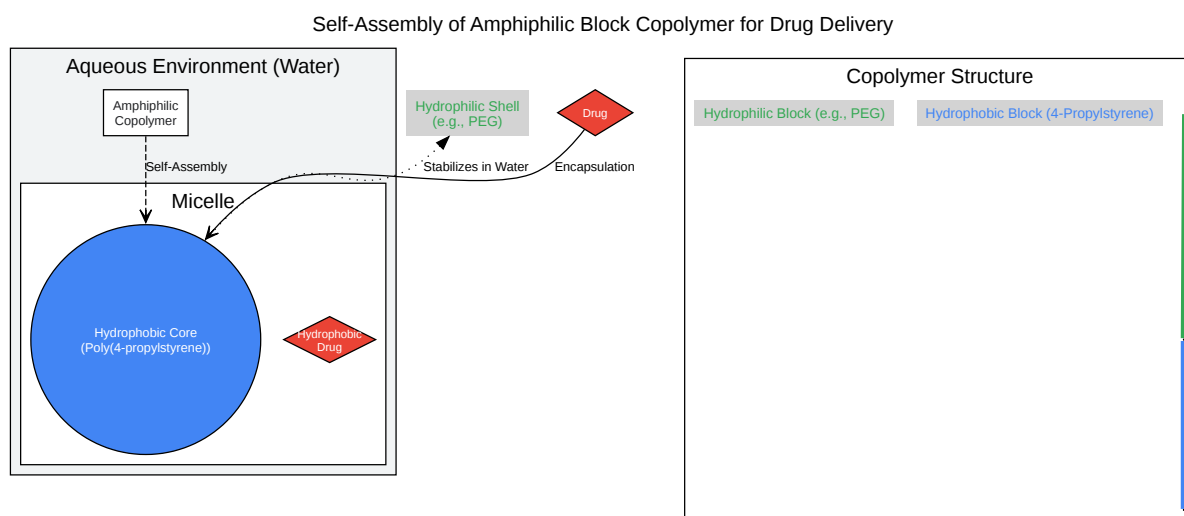 Self-Assembly of Amphiphilic Block Copolymer for Drug Delivery
Aqueous Environment (Water)
Amphiphilic
Copolymer
Self-Assembly
Micelle
Hydrophobic Core
(Poly(4-propylstyrene))
Hydrophobic
Drug
Hydrophilic Shell
(e.g., PEG)
Drug
Stabilizes in Water
Encapsulation
Copolymer Structure
Hydrophilic Block (e.g., PEG)
Hydrophobic Block (4-Propylstyrene)